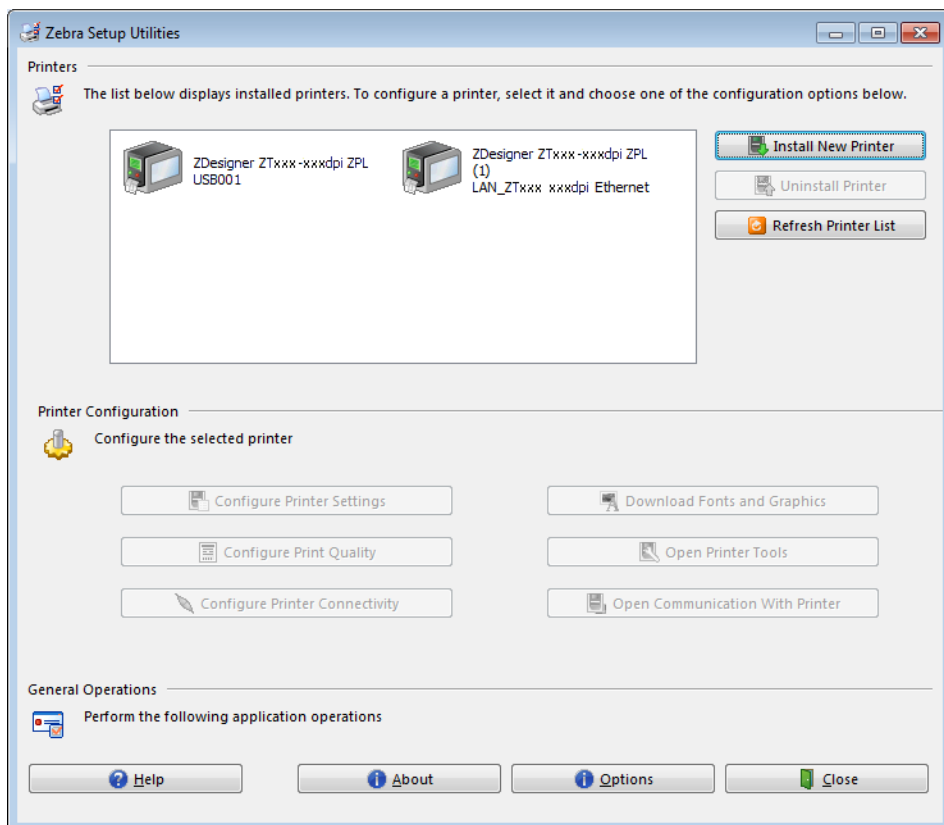 Zebra Setup Utilities
Printers
The list below displays installed printers. To configure a printer, select it and choose one of the configuration options below.
ZDesigner ZTxxx-xxxdpi ZPL
USB001
ZDesigner ZTxxx-xxxdpi ZPL
(1)
LAN_ZTxxx xxxdpi Ethernet
Install New Printer
Uninstall Printer
Refresh Printer List
Printer Configuration
Configure the selected printer
Configure Printer Settings
Download Fonts and Graphics
Configure Print Quality
Open Printer Tools
Configure Printer Connectivity
Open Communication With Printer
General Operations
Perform the following application operations
Help
About
Options
Close